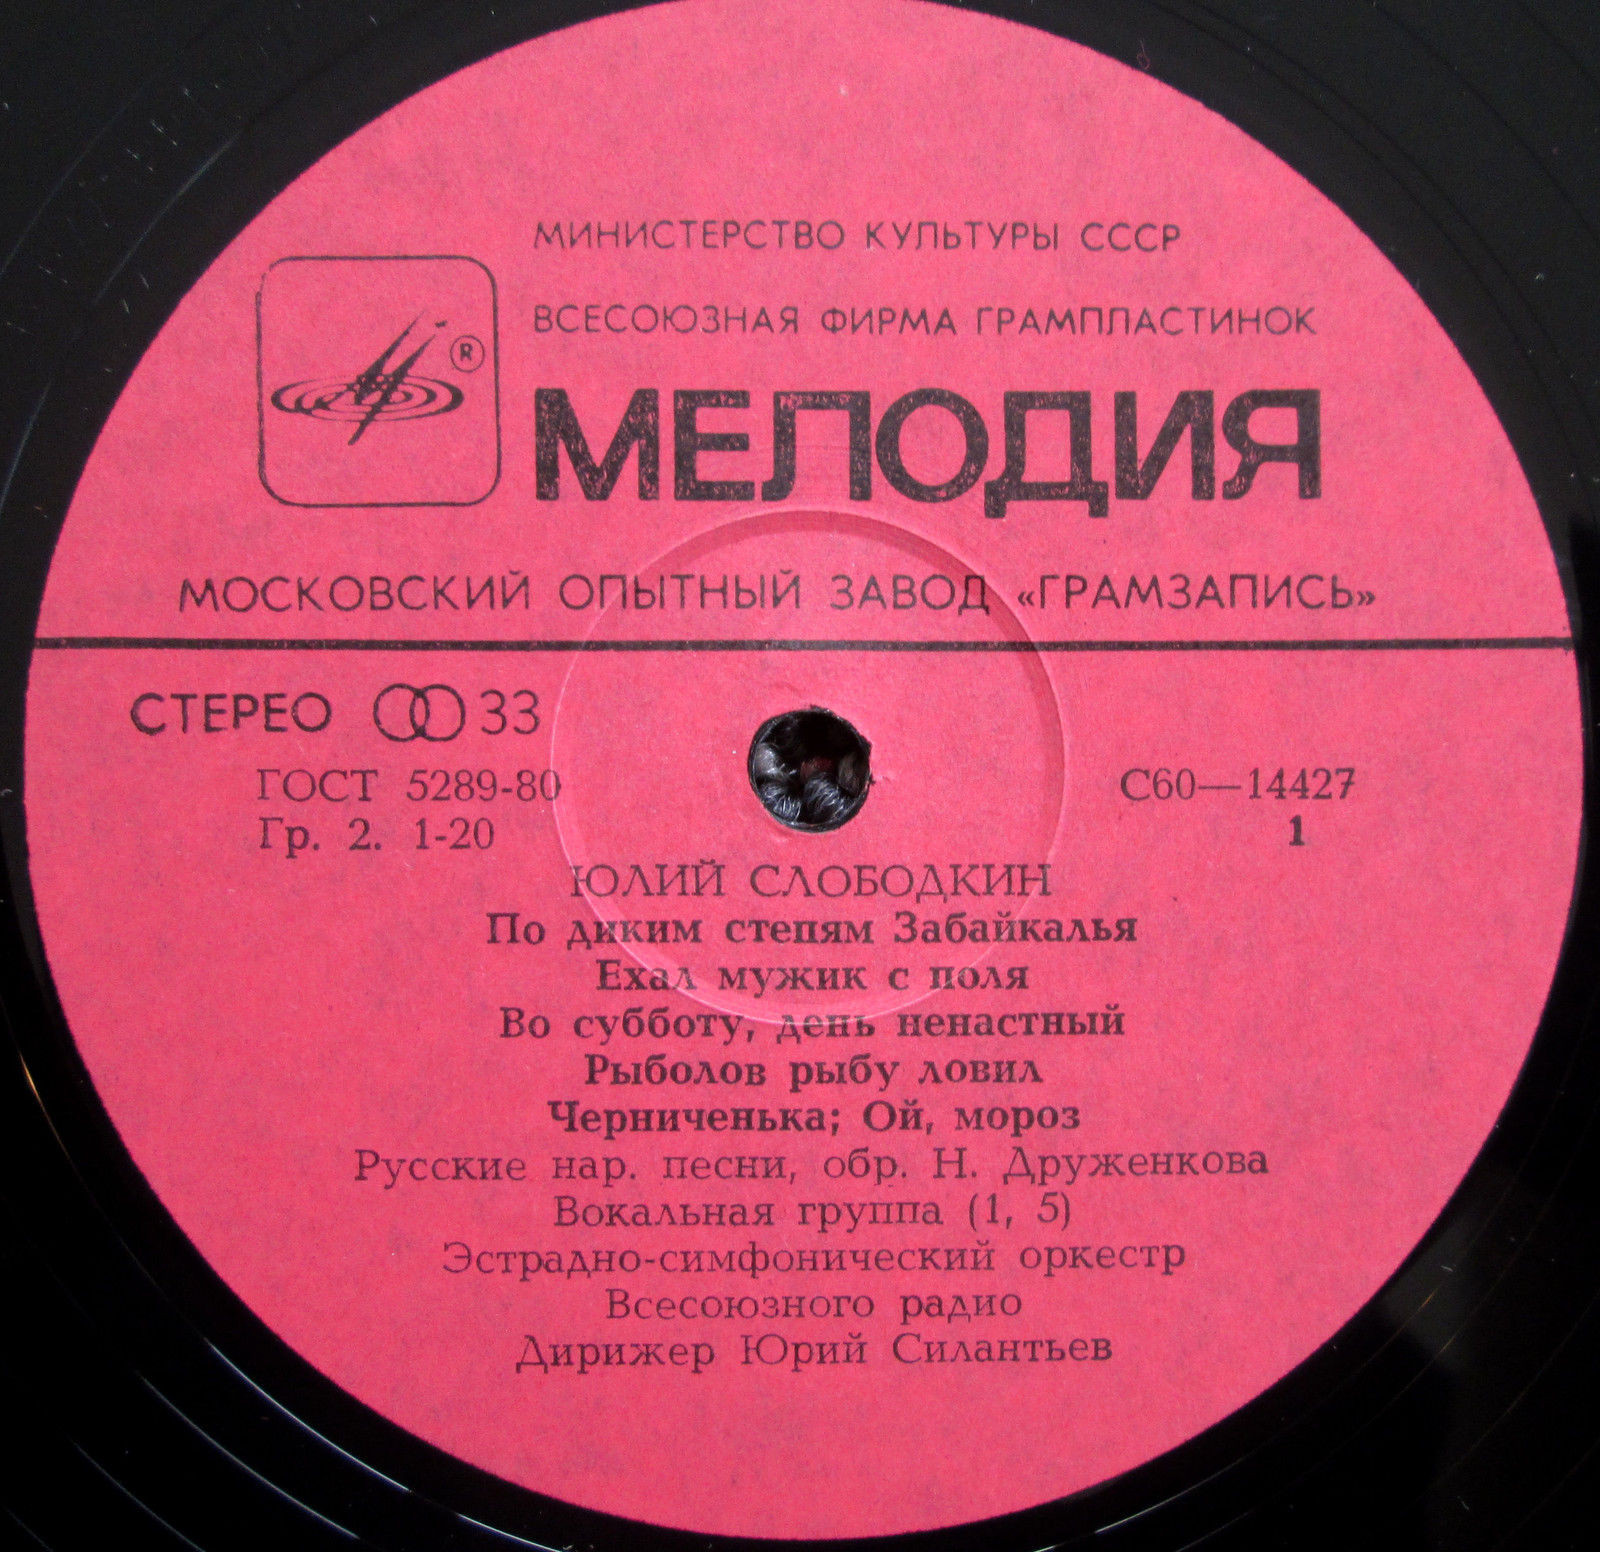 МИНИСТЕРСТВО КУЛЬТУРЫ СССР
ВСЕСОЮЗНАЯ ФИРМА ГРАМПЛАСТИНОК
®
МЕЛОДИЯ
МОСКОВСКИЙ ОПЫТНЫЙ ЗАВОД «ГРАМЗАПИСЬ»
СТЕРЕО 33
ГОСТ 5289-80
С60—14427
Гр. 2. 1-20
1
ЮЛИЙ СЛОБОДКИН
По диким степям Забайкалья
Ехал мужик с поля
Во субботу, день ненастный
Рыболов рыбу ловил
Черниченька; Ой, мороз
Русские нар. песни, обр. Н. Друженкова
Вокальная группа (1, 5)
Эстрадно-симфонический оркестр
Всесоюзного радио
Дирижер Юрий Силантьев